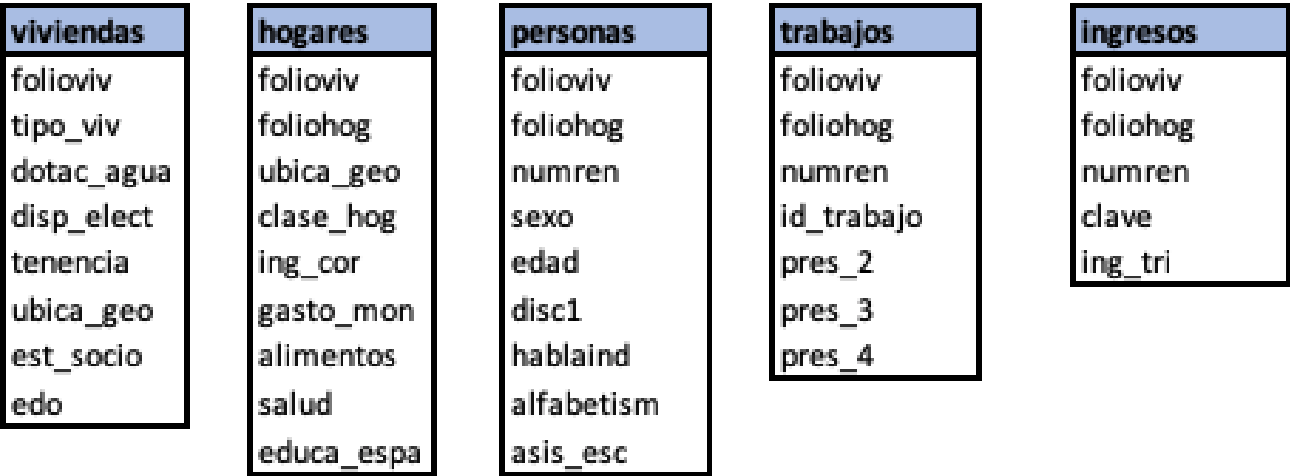 viviendas
folioviv
tipo_viv
dotac_agua
disp_elect
tenencia
ubica_geo
est_socio
edo
hogares
folioviv
foliohog
ubica_geo
clase_hog
ing_cor
gasto_mon
alimentos
salud
educa_espa
personas
folioviv
foliohog
numren
sexo
edad
disc1
hablaind
alfabetism
asis_esc
trabajos
folioviv
foliohog
numren
id_trabajo
pres_2
pres_3
pres_4
ingresos
folioviv
foliohog
numren
clave
ing_tri